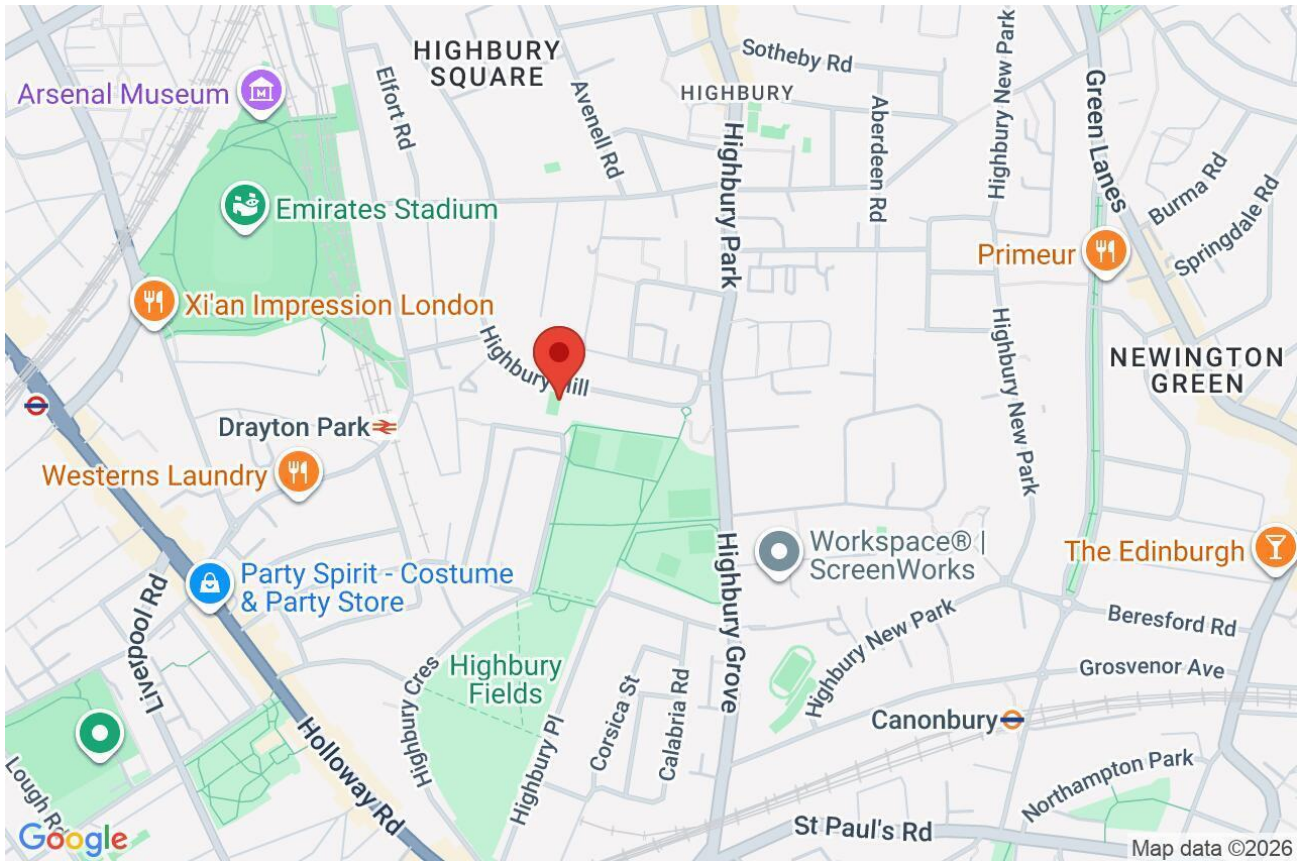 HIGHBURY
SQUARE
Sotheby Rd
Highbury New Park
Arsenal Museum
Elfort Rd
Avenell Rd
HIGHBURY
Aberdeen Rd
Green Lanes
Highbury Park
Burma Rd
Springdale Rd
Emirates Stadium
Primeur
Xi'an Impression London
Highbury Hill
Highbury New Park
NEWINGTON
GREEN
Drayton Park
Westerns Laundry
Highbury Grove
Workspace® |
ScreenWorks
The Edinburgh
Party Spirit - Costume
& Party Store
Liverpool Rd
Beresford Rd
Highbury New Park
Grosvenor Ave
Highbury
Fields
Highbury Cres
Corsica St
Calabria Rd
Canonbury
Holloway Rd
Highbury Pl
Lough Rd
Northampton Park
St Paul's Rd
Google
Map data ©2026